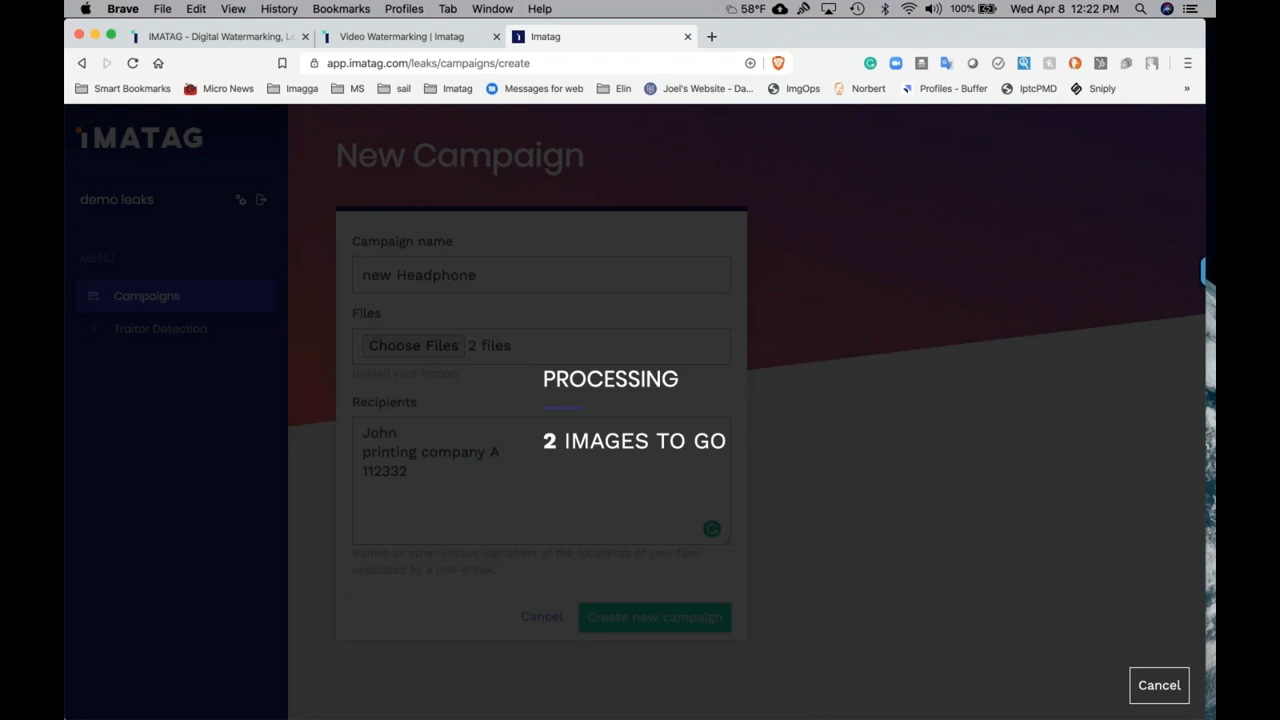 Brave File Edit View History Bookmarks Profiles Tab Window Help 58°F 100% Wed Apr 8 12:22 PM
IMATAG - Digital Watermarking, Le Video Watermarking | Imatag Imatag
app.imatag.com/leaks/campaigns/create
Smart Bookmarks Micro News Imagga MS sail Imatag Messages for web Elin Joel's Website - Da... ImgOps Norbert Profiles - Buffer IptcPMD Sniply »
IMATAG
demo leaks
MENU
Campaigns
Traitor Detection
New Campaign
Campaign name
new Headphone
Files
Choose Files 2 files
Upload your images
PROCESSING
2 IMAGES TO GO
Recipients
John
printing company A
112332
Names or other unique identifiers of the recipients of your files
separated by a line-break.
Cancel Create new campaign
Cancel